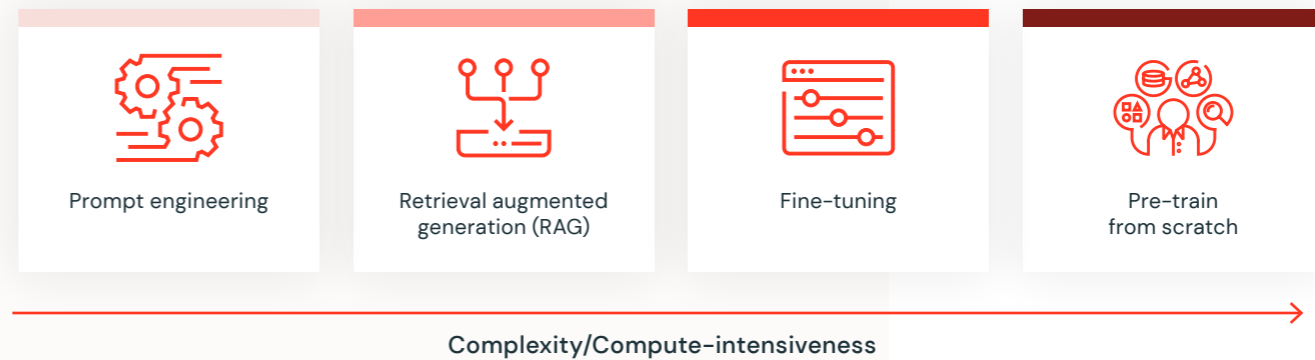 Prompt engineering
Retrieval augmented
generation (RAG)
Fine-tuning
Pre-train
from scratch
Complexity/Compute-intensiveness